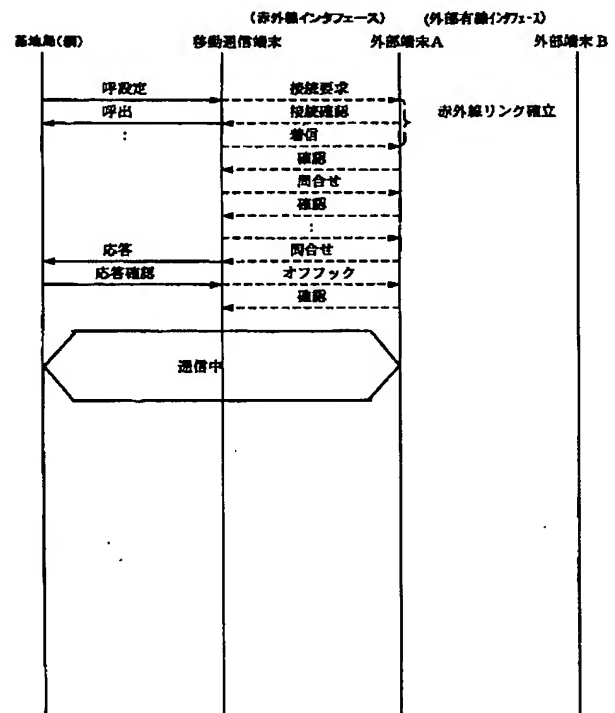 (赤外線インタフェース) (外部有線インタフェース)
基地局(網) 移動通信端末 外部端末A 外部端末B
呼設定 接続要求
呼出 接続確認 赤外線リンク確立
: 着信
確認
問合せ
確認
:
応答 問合せ
応答確認 オフフック
確認
通信中